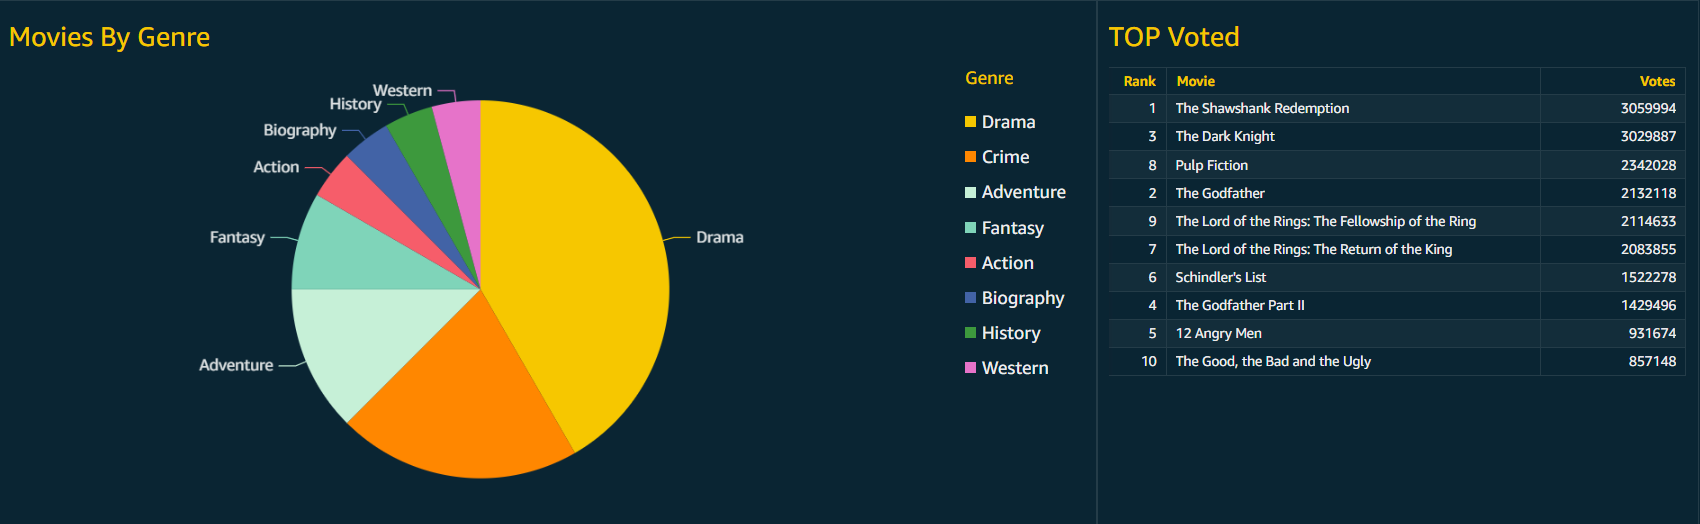 Movies By Genre
Western
History
Biography
Action
Fantasy
Drama
Adventure
Genre
Drama
Crime
Adventure
Fantasy
Action
Biography
History
Western
TOP Voted
Rank Movie Votes
1 The Shawshank Redemption 3059994
3 The Dark Knight 3029887
8 Pulp Fiction 2342028
2 The Godfather 2132118
9 The Lord of the Rings: The Fellowship of the Ring 2114633
7 The Lord of the Rings: The Return of the King 2083855
6 Schindler's List 1522278
4 The Godfather Part II 1429496
5 12 Angry Men 931674
10 The Good, the Bad and the Ugly 857148